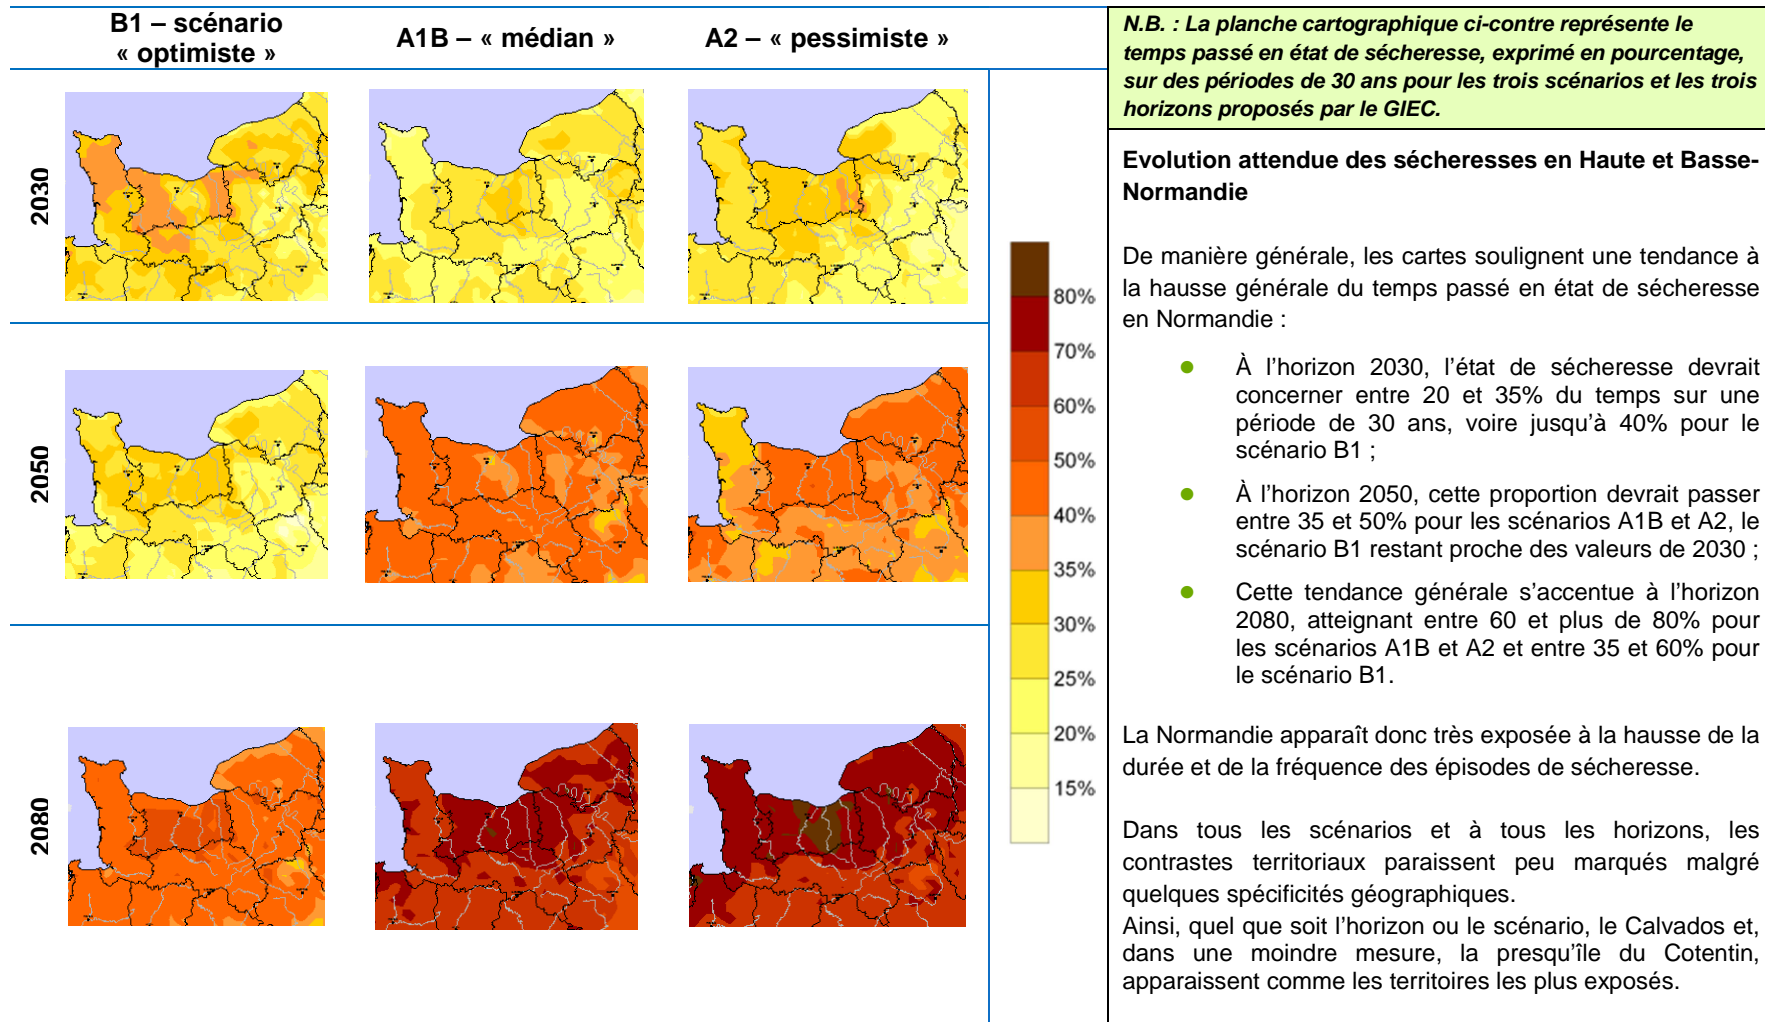 B1 – scénario
« optimiste »
A1B – « médian »
A2 – « pessimiste »
2030
2050
2080
80%
70%
60%
50%
40%
35%
30%
25%
20%
15%
N.B. : La planche cartographique ci-contre représente le
temps passé en état de sécheresse, exprimé en pourcentage,
sur des périodes de 30 ans pour les trois scénarios et les trois
horizons proposés par le GIEC.
Evolution attendue des sécheresses en Haute et Basse-
Normandie
De manière générale, les cartes soulignent une tendance à
la hausse générale du temps passé en état de sécheresse
en Normandie :
● À l’horizon 2030, l’état de sécheresse devrait
concerner entre 20 et 35% du temps sur une
période de 30 ans, voire jusqu’à 40% pour le
scénario B1 ;
● À l’horizon 2050, cette proportion devrait passer
entre 35 et 50% pour les scénarios A1B et A2, le
scénario B1 restant proche des valeurs de 2030 ;
● Cette tendance générale s’accentue à l’horizon
2080, atteignant entre 60 et plus de 80% pour
les scénarios A1B et A2 et entre 35 et 60% pour
le scénario B1.
La Normandie apparaît donc très exposée à la hausse de la
durée et de la fréquence des épisodes de sécheresse.
Dans tous les scénarios et à tous les horizons, les
contrastes territoriaux paraissent peu marqués malgré
quelques spécificités géographiques.
Ainsi, quel que soit l’horizon ou le scénario, le Calvados et,
dans une moindre mesure, la presqu’île du Cotentin,
apparaissent comme les territoires les plus exposés.